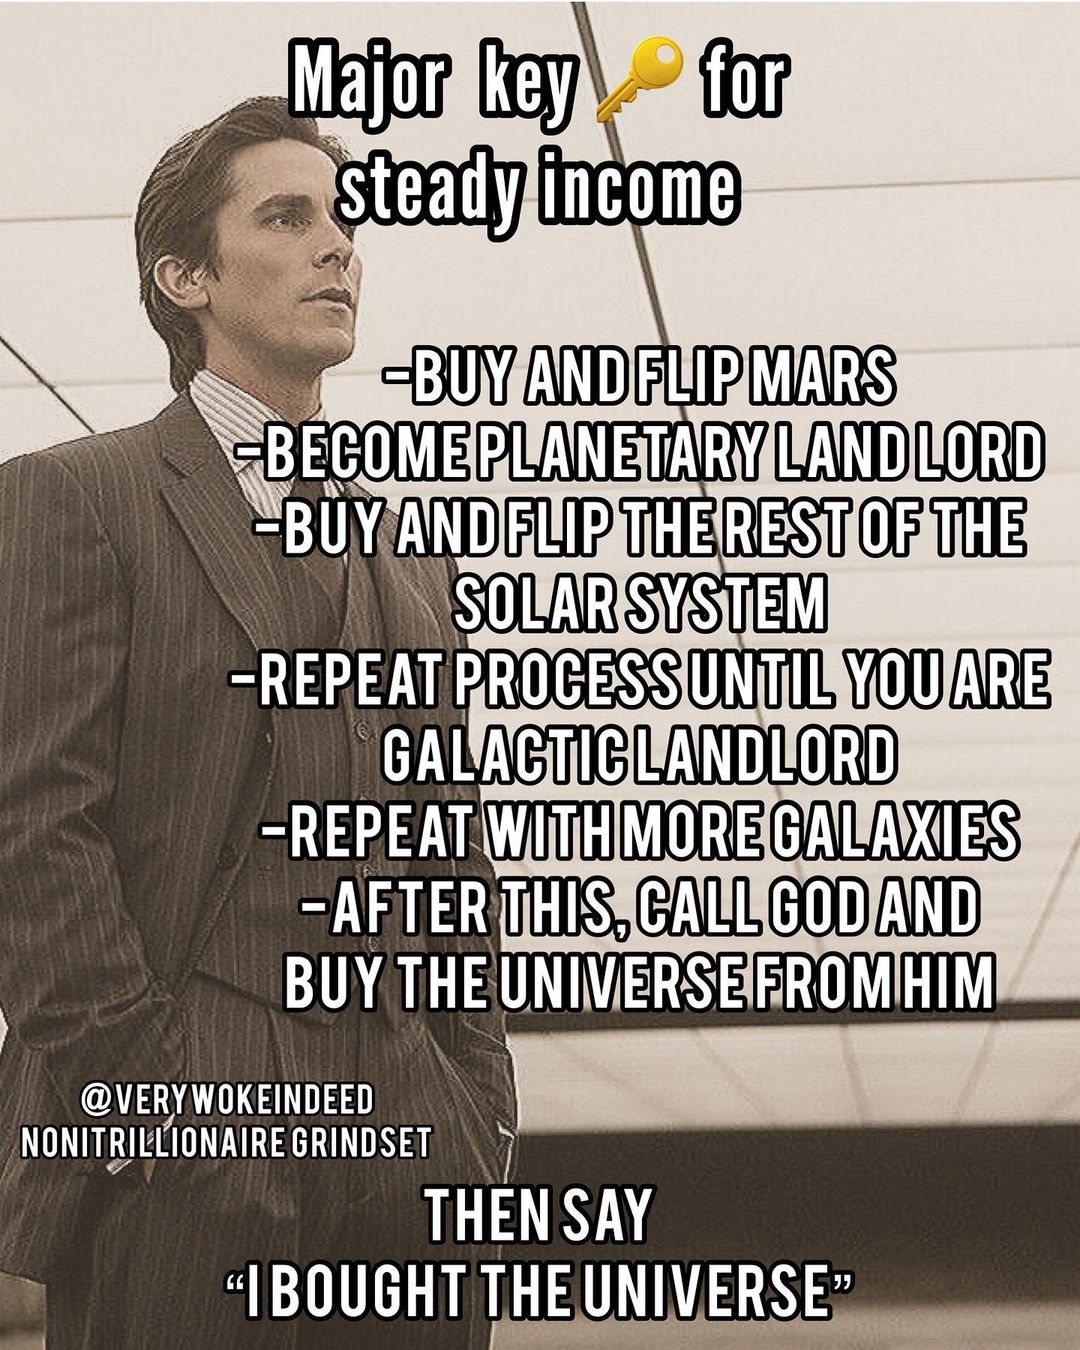 Major key 🔑 for
steady income
-BUY AND FLIP MARS
-BECOME PLANETARY LAND LORD
-BUY AND FLIP THE REST OF THE
SOLAR SYSTEM
-REPEAT PROCESS UNTIL YOU ARE
GALACTIC LANDLORD
-REPEAT WITH MORE GALAXIES
-AFTER THIS, CALL GOD AND
BUY THE UNIVERSE FROM HIM
@VERYWOKEINDEED
NONITRILLIONAIRE GRINDSET
THEN SAY
“I BOUGHT THE UNIVERSE”